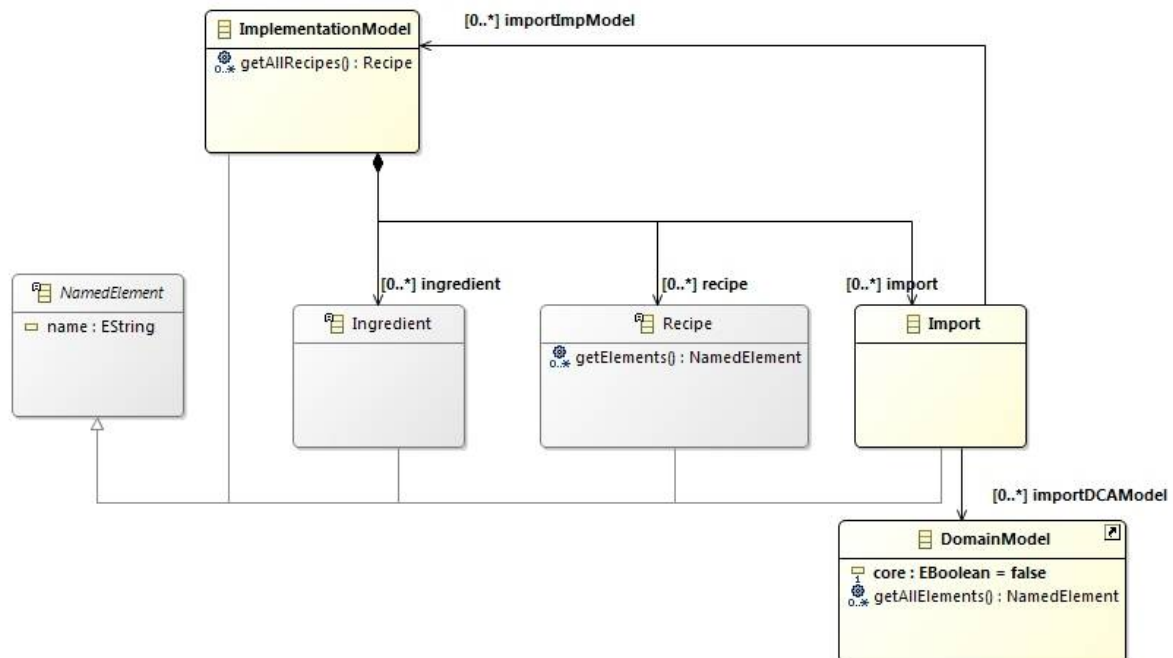 [0..*] importImpModel
ImplementationModel
0..* getAllRecipes() : Recipe
[0..*] ingredient
[0..*] recipe
[0..*] import
NamedElement
name : EString
Ingredient
Recipe
0..* getElements() : NamedElement
Import
[0..*] importDCAModel
DomainModel
1 core : EBoolean = false
0..* getAllElements() : NamedElement